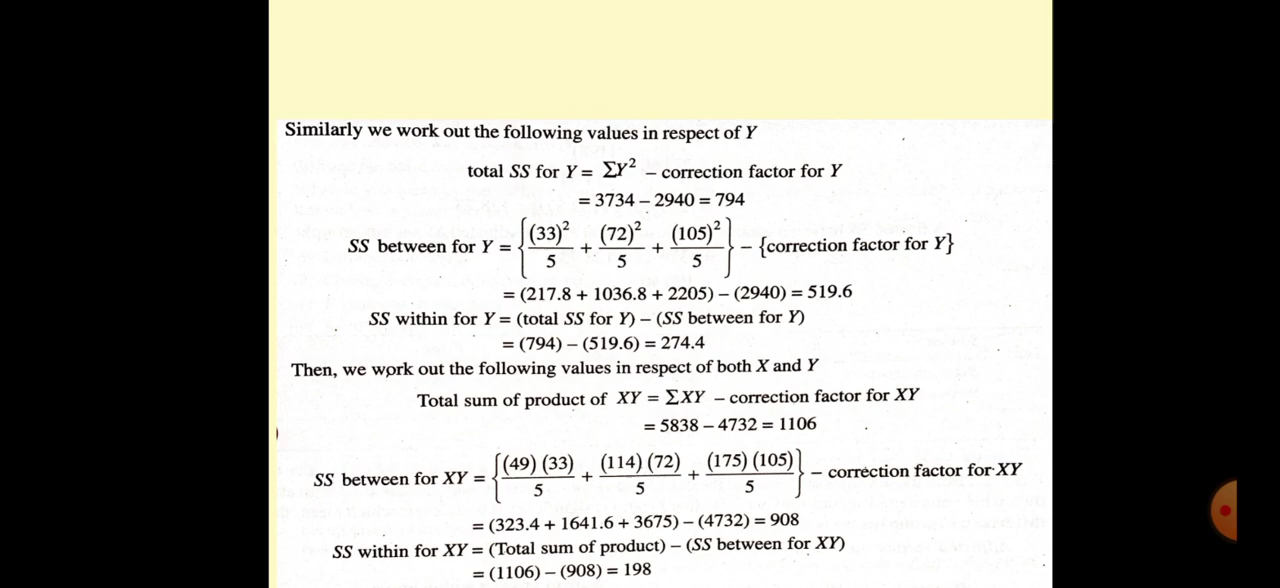 Similarly we work out the following values in respect of Y
total SS for Y = ΣY² – correction factor for Y
= 3734 – 2940 = 794
SS between for Y = {(33)²/5 + (72)²/5 + (105)²/5} – {correction factor for Y}
= (217.8 + 1036.8 + 2205) – (2940) = 519.6
SS within for Y = (total SS for Y) – (SS between for Y)
= (794) – (519.6) = 274.4
Then, we work out the following values in respect of both X and Y
Total sum of product of XY = ΣXY – correction factor for XY
= 5838 – 4732 = 1106
SS between for XY = {(49) (33)/5 + (114) (72)/5 + (175) (105)/5} – correction factor for XY
= (323.4 + 1641.6 + 3675) – (4732) = 908
SS within for XY = (Total sum of product) – (SS between for XY)
= (1106) – (908) = 198